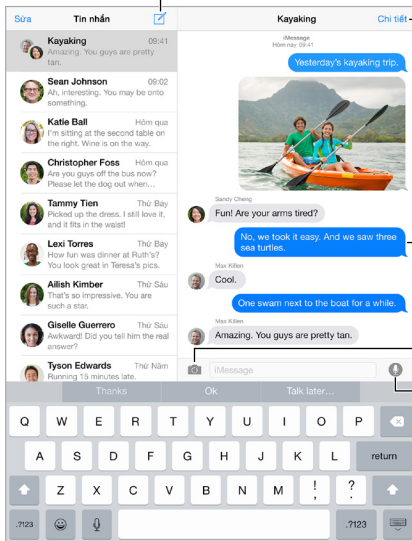 Sửa
Tin nhắn
Kayaking 09:41
Amazing. You guys are pretty
tan.
Sean Johnson 09:02
Ah, interesting. You may be onto
something.
Katie Ball Hôm qua
I'm sitting at the second table on
the right. Wine is on the way.
Christopher Foss Hôm qua
Are you guys off the bus now?
Please let the dog out when...
Tammy Tien Thứ Bảy
Picked up the dress. I still love it,
and it fits in the waist!
Lexi Torres Thứ Bảy
How fun was dinner at Ruth's?
You look great in Teresa's pics.
Ailish Kimber Thứ Sáu
That's so impressive. You are
such a star.
Giselle Guerrero Thứ Sáu
Awkward! Did you tell him the real
answer?
Tyson Edwards Thứ Năm
Running 15 minutes late.
Kayaking
Chi tiết
iMessage
Hôm nay 09:41
Yesterday's kayaking trip.
Sandy Cheng
Fun! Are your arms tired?
No, we took it easy. And we saw three
sea turtles.
Max Killen
Cool.
One swam next to the boat for a while.
Max Killen
Amazing. You guys are pretty tan.
iMessage
Thanks Ok Talk later...
Q W E R T Y U I O P
A S D F G H J K L return
Z X C V B N M ! , ? .
.?123 .?123